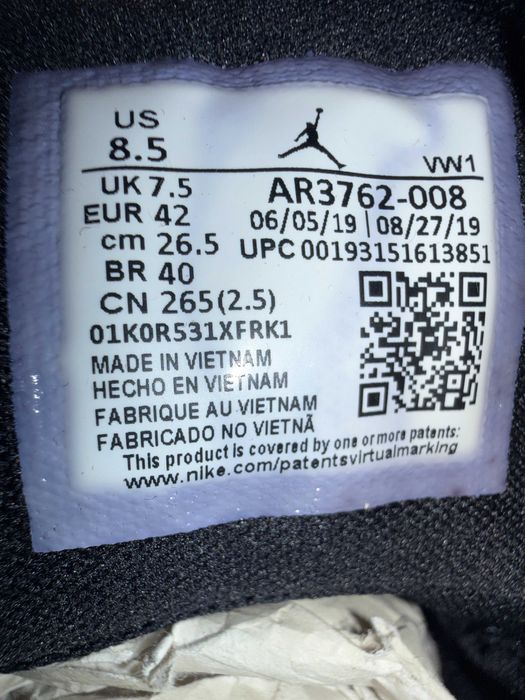 US
8.5
VW1
UK 7.5
AR3762-008
EUR 42
06/05/19 | 08/27/19
cm 26.5
UPC 00193151613851
BR 40
CN 265(2.5)
01K0R531XFRK1
MADE IN VIETNAM
HECHO EN VIETNAM
FABRIQUE AU VIETNAM
FABRICADO NO VIETNÃ
This product is covered by one or more patents:
www.nike.com/patentsvirtualmarking